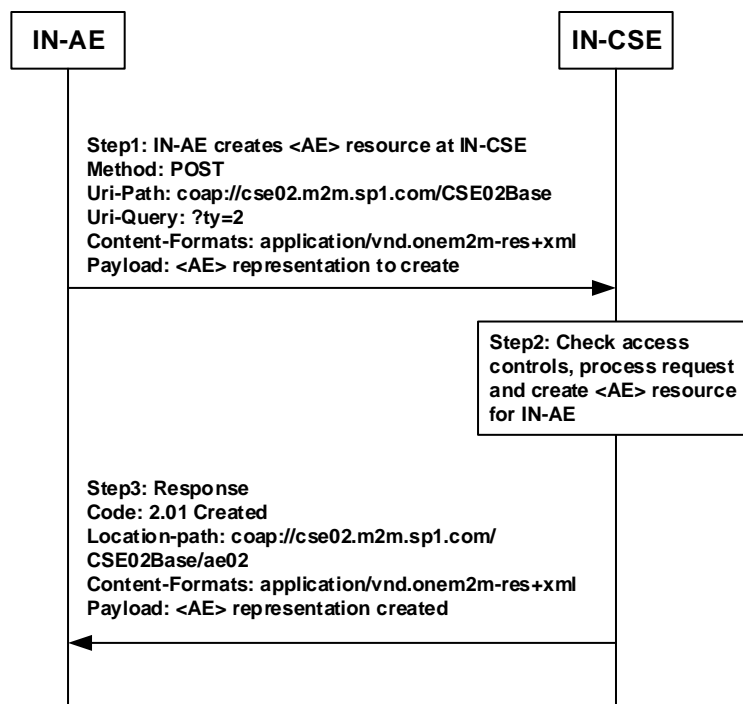 IN-AE
IN-CSE
Step1: IN-AE creates <AE> resource at IN-CSE
Method: POST
Uri-Path: coap://cse02.m2m.sp1.com/CSE02Base
Uri-Query: ?ty=2
Content-Formats: application/vnd.onem2m-res+xml
Payload: <AE> representation to create
Step2: Check access
controls, process request
and create <AE> resource
for IN-AE
Step3: Response
Code: 2.01 Created
Location-path: coap://cse02.m2m.sp1.com/
CSE02Base/ae02
Content-Formats: application/vnd.onem2m-res+xml
Payload: <AE> representation created